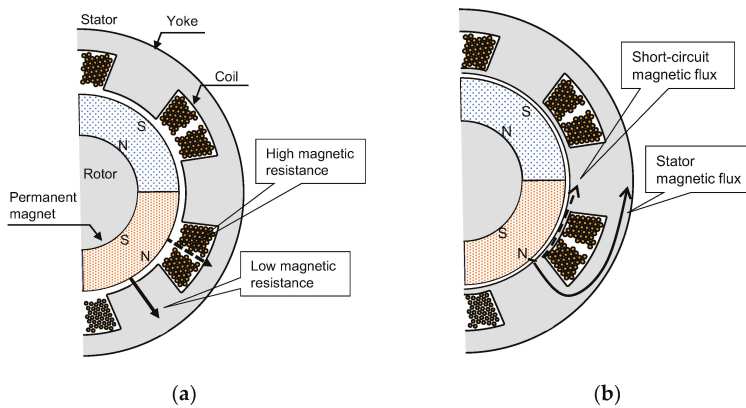 Stator
Yoke
Coil
S
N
High magnetic
resistance
Rotor
Permanent
magnet
S
N
Low magnetic
resistance
(a)
Short-circuit
magnetic flux
S
N
Stator
magnetic flux
S
N
(b)